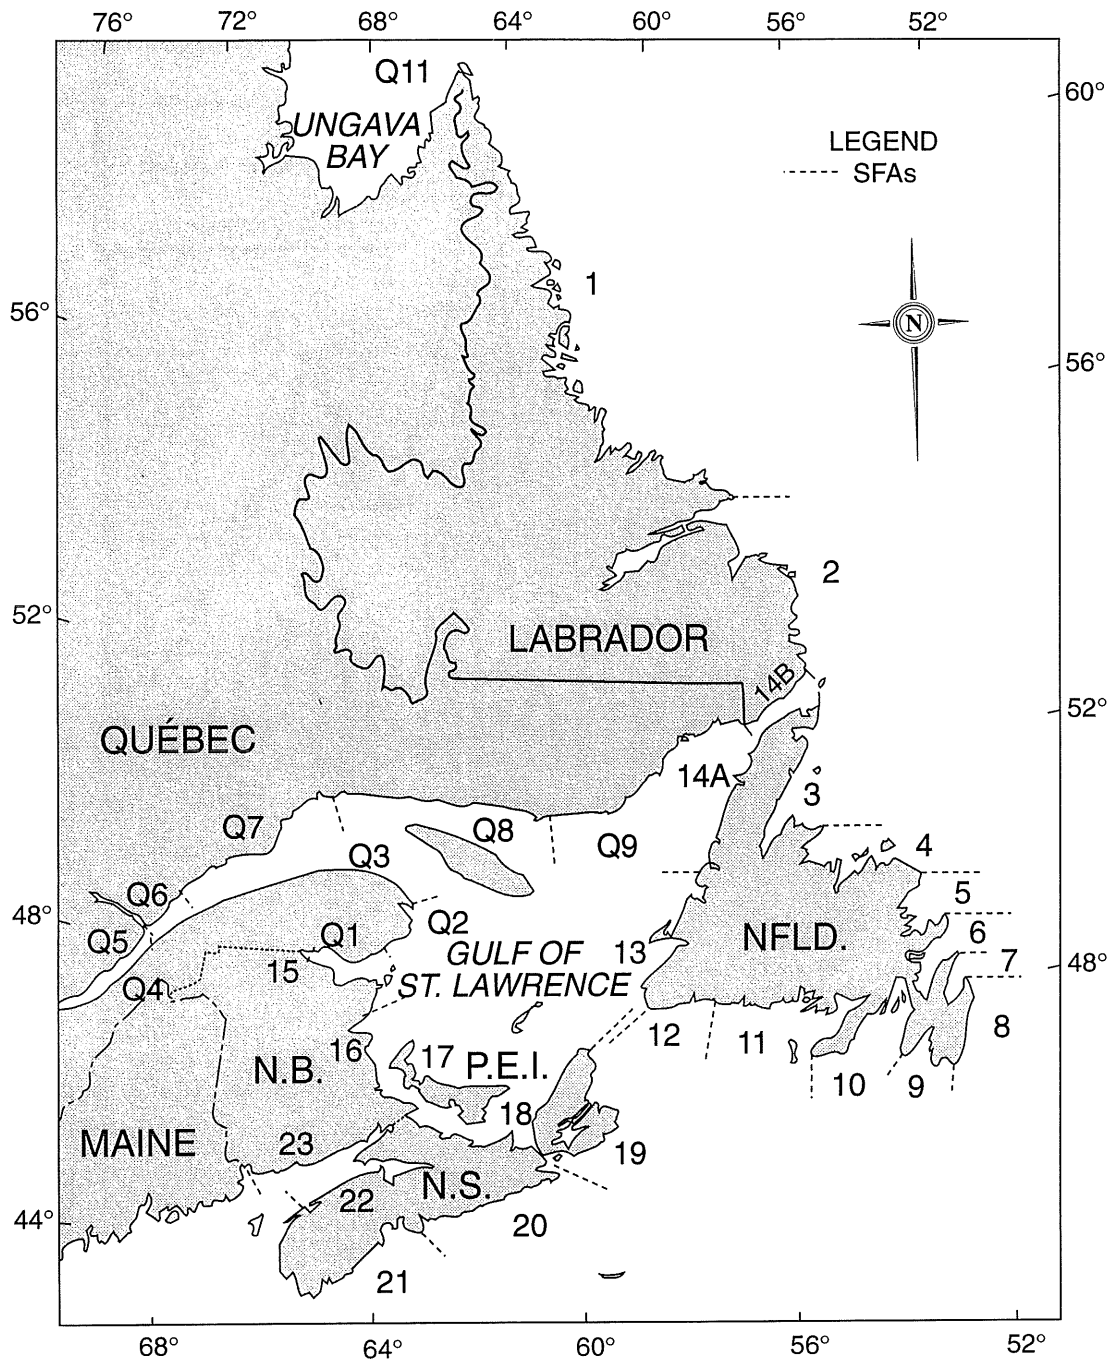 76° 72° 68° 64° 60° 56° 52°
Q11
60°
UNGAVA
BAY
LEGEND
SFAs
1
56°
N
56°
2
52°
LABRADOR
14B
52°
QUÉBEC
14A
3
Q7
Q8
Q9
4
Q3
Q6
5
48°
Q5
Q1
Q2
6
NFLD.
GULF OF
13
7
15
ST. LAWRENCE
48°
Q4
8
12
11
16
17
P.E.I.
N.B.
10
9
18
MAINE
23
19
N.S.
22
44°
20
21
68° 64° 60° 56° 52°